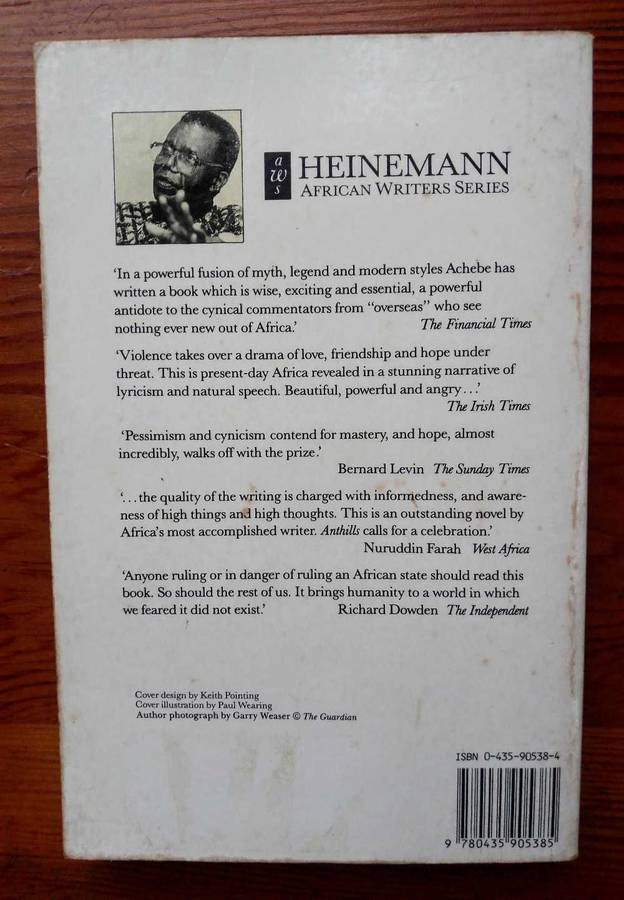 a
w
s
HEINEMANN
AFRICAN WRITERS SERIES
‘In a powerful fusion of myth, legend and modern styles Achebe has
written a book which is wise, exciting and essential, a powerful
antidote to the cynical commentators from “overseas” who see
nothing ever new out of Africa.’ The Financial Times
‘Violence takes over a drama of love, friendship and hope under
threat. This is present-day Africa revealed in a stunning narrative of
lyricism and natural speech. Beautiful, powerful and angry . . .’
The Irish Times
‘Pessimism and cynicism contend for mastery, and hope, almost
incredibly, walks off with the prize.’
Bernard Levin The Sunday Times
‘. . . the quality of the writing is charged with informedness, and aware-
ness of high things and high thoughts. This is an outstanding novel by
Africa’s most accomplished writer. Anthills calls for a celebration.’
Nuruddin Farah West Africa
‘Anyone ruling or in danger of ruling an African state should read this
book. So should the rest of us. It brings humanity to a world in which
we feared it did not exist.’ Richard Dowden The Independent
Cover design by Keith Pointing
Cover illustration by Paul Wearing
Author photograph by Garry Weaser © The Guardian
ISBN 0-435-90538-4
9 780435 905385